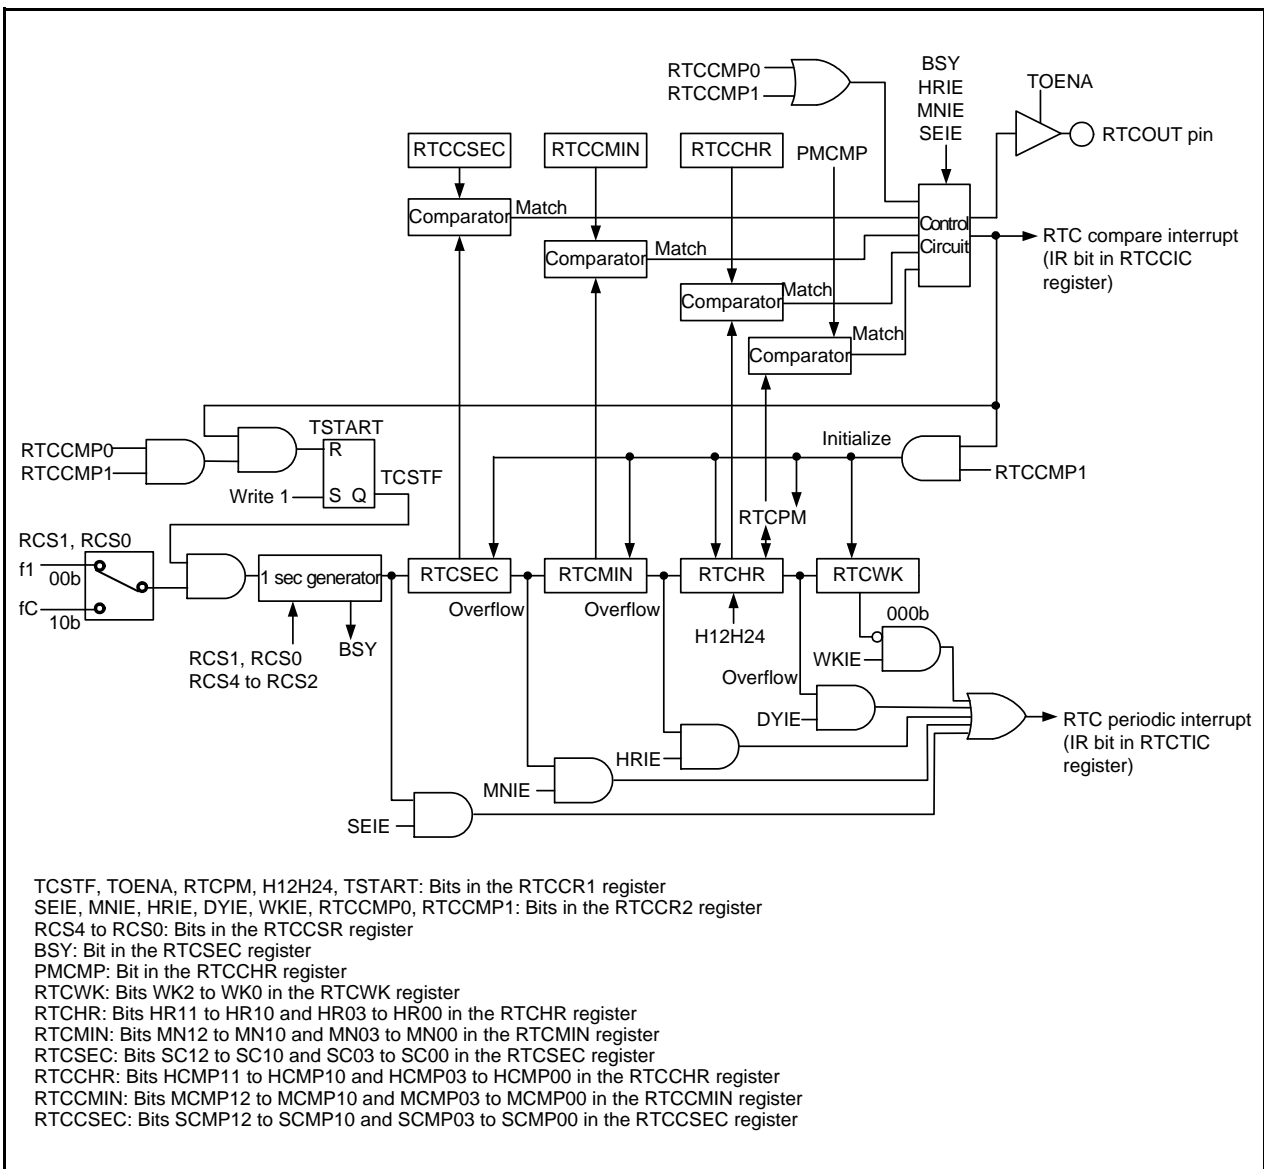 RTCCMP0
RTCCMP1
BSY
HRIE
MNIE
SEIE
TOENA
RTCOUT pin
RTCCSEC
RTCCMIN
RTCCHR
PMCMP
Comparator
Match
Control
Circuit
RTC compare interrupt
(IR bit in RTCCIC
register)
Comparator
Match
Comparator
Match
Comparator
Match
RTCCMP0
RTCCMP1
TSTART
R
S Q
Write 1
TCSTF
Initialize
RTCCMP1
RTCPM
RCS1, RCS0
f1
00b
fC
10b
1 sec generator
RTCSEC
RTCMIN
RTCHR
RTCWK
Overflow
Overflow
H12H24
000b
BSY
RCS1, RCS0
RCS4 to RCS2
WKIE
Overflow
DYIE
HRIE
MNIE
SEIE
RTC periodic interrupt
(IR bit in RTCTIC
register)
TCSTF, TOENA, RTCPM, H12H24, TSTART: Bits in the RTCCR1 register
SEIE, MNIE, HRIE, DYIE, WKIE, RTCCMP0, RTCCMP1: Bits in the RTCCR2 register
RCS4 to RCS0: Bits in the RTCCSR register
BSY: Bit in the RTCSEC register
PMCMP: Bit in the RTCCHR register
RTCWK: Bits WK2 to WK0 in the RTCWK register
RTCHR: Bits HR11 to HR10 and HR03 to HR00 in the RTCHR register
RTCMIN: Bits MN12 to MN10 and MN03 to MN00 in the RTCMIN register
RTCSEC: Bits SC12 to SC10 and SC03 to SC00 in the RTCSEC register
RTCCHR: Bits HCMP11 to HCMP10 and HCMP03 to HCMP00 in the RTCCHR register
RTCCMIN: Bits MCMP12 to MCMP10 and MCMP03 to MCMP00 in the RTCCMIN register
RTCCSEC: Bits SCMP12 to SCMP10 and SCMP03 to SCMP00 in the RTCCSEC register